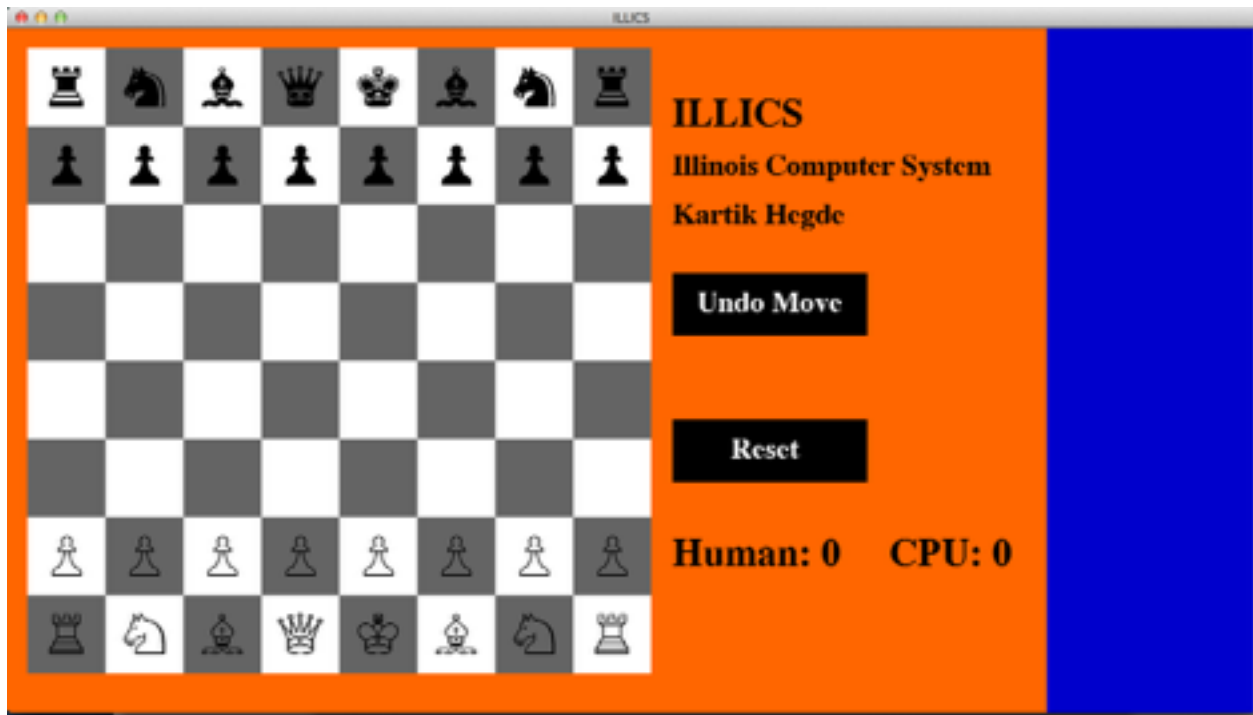 ILLICS
ILLICS
Illinois Computer System
Kartik Hegde
Undo Move
Reset
Human: 0 CPU: 0